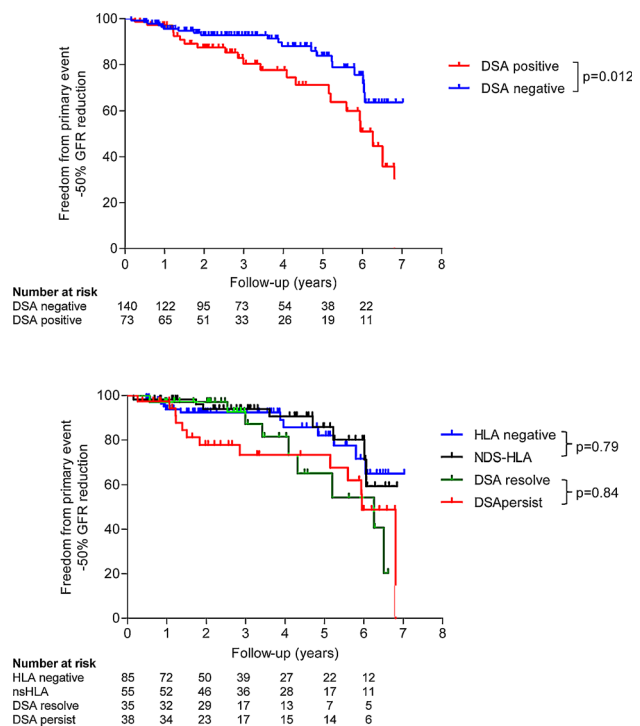 Freedom from primary event
-50% GFR reduction
100
80
60
40
20
0
0 1 2 3 4 5 6 7 8
Follow-up (years)
DSA positive
DSA negative
p=0.012
Number at risk
DSA negative 140 122 95 73 54 38 22
DSA positive 73 65 51 33 26 19 11
Freedom from primary event
-50% GFR reduction
100
80
60
40
20
0
0 1 2 3 4 5 6 7 8
Follow-up (years)
HLA negative
NDS-HLA
DSA resolve
DSApersist
p=0.79
p=0.84
Number at risk
HLA negative 85 72 50 39 27 22 12
nsHLA 55 52 46 36 28 17 11
DSA resolve 35 32 29 17 13 7 5
DSA persist 38 34 23 17 15 14 6